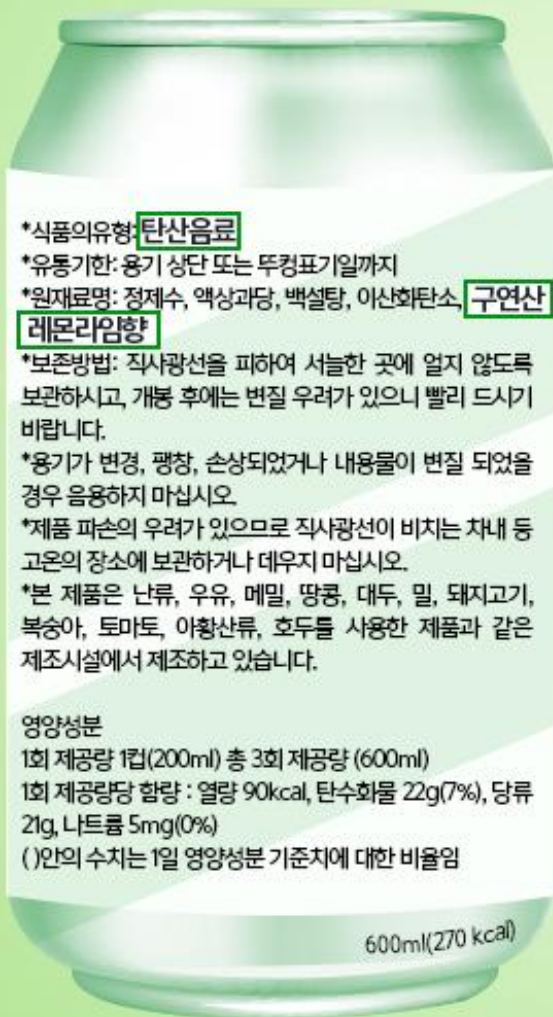 *식품의유형: 탄산음료
*유통기한: 용기 상단 또는 뚜껑표기일까지
*원재료명: 정제수, 액상과당, 백설탕, 이산화탄소, 구연산
레몬라임향
*보존방법: 직사광선을 피하여 서늘한 곳에 얼지 않도록
보관하시고, 개봉 후에는 변질 우려가 있으니 빨리 드시기
바랍니다.
*용기가 변경, 팽창, 손상되었거나 내용물이 변질 되었을
경우 음용하지 마십시오
*제품 파손의 우려가 있으므로 직사광선이 비치는 차내 등
고온의 장소에 보관하거나 데우지 마십시오.
*본 제품은 난류, 우유, 메밀, 땅콩, 대두, 밀, 돼지고기,
복숭아, 토마토, 아황산류, 호두를 사용한 제품과 같은
제조시설에서 제조하고 있습니다.
영양성분
1회 제공량 1컵(200ml) 총 3회 제공량 (600ml)
1회 제공량당 함량 : 열량 90kcal, 탄수화물 22g(7%), 당류
21g, 나트륨 5mg(0%)
( )안의 수치는 1일 영양성분 기준치에 대한 비율임
600ml(270 kcal)